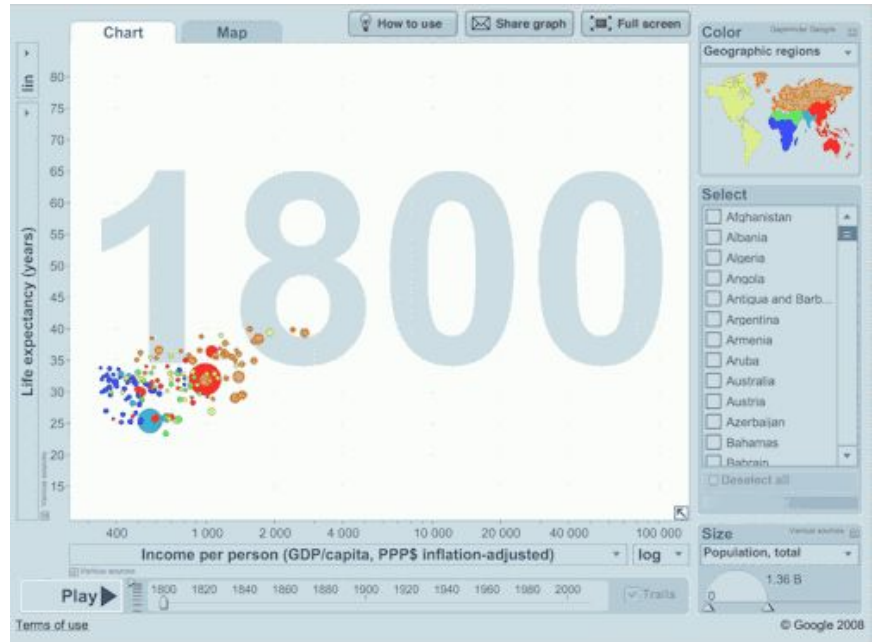 Chart
Map
How to use
Share graph
Full screen
Color
Geographic regions
lin
Life expectancy (years)
80
75
70
65
60
55
50
45
40
35
30
25
20
15
1800
Select
Afghanistan
Albania
Algeria
Angola
Antigua and Barb...
Argentina
Armenia
Aruba
Australia
Austria
Azerbaijan
Bahamas
Bahrain
Deselect all
400
1 000
2 000
4 000
10 000
20 000
40 000
100 000
Income per person (GDP/capita, PPP$ inflation-adjusted)
log
Various sources
Size
Various sources
Population, total
1.36 B
0
Play
1800 1820 1840 1860 1880 1900 1920 1940 1960 1980 2000
Trails
Terms of use
© Google 2008